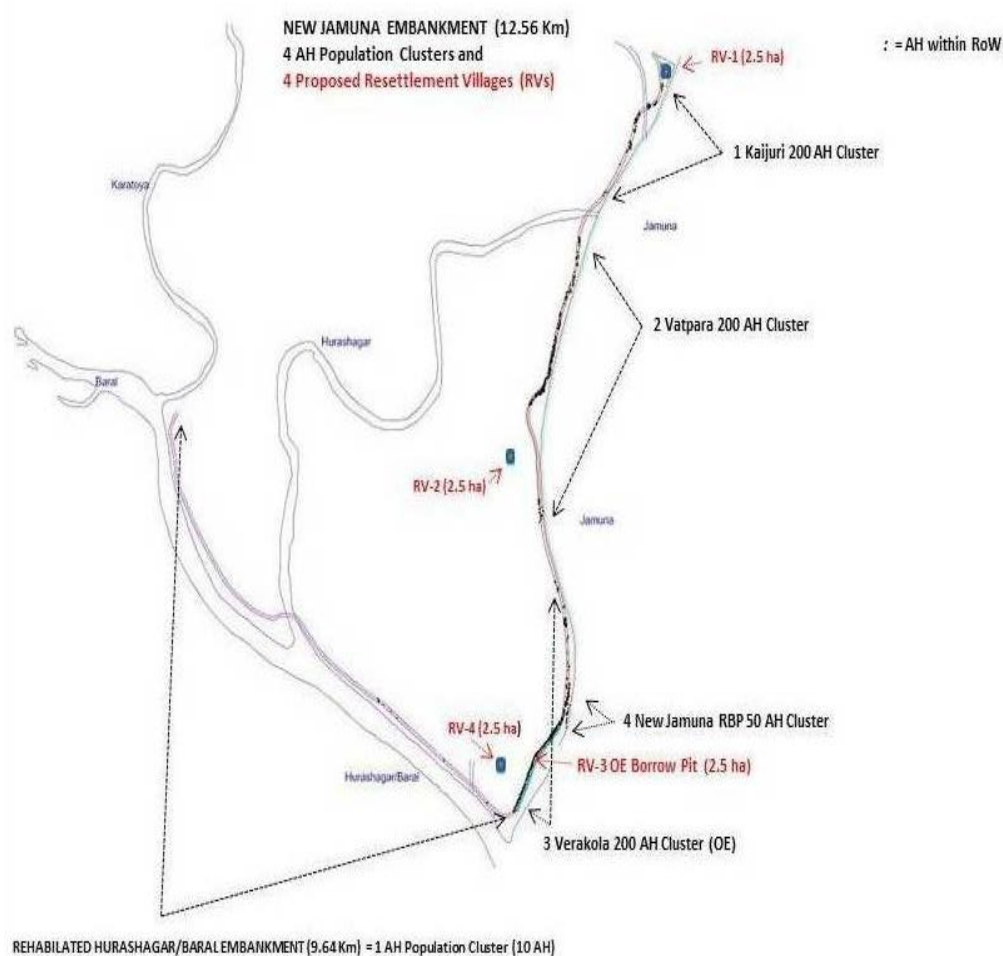 NEW JAMUNA EMBANKMENT (12.56 Km)
4 AH Population Clusters and
4 Proposed Resettlement Villages (RVs)
: = AH within RoW
RV-1 (2.5 ha)
1 Kaijuri 200 AH Cluster
Karatoya
Jamuna
2 Vatpara 200 AH Cluster
Hurashagar
Baral
RV-2 (2.5 ha)
Jamuna
4 New Jamuna RBP 50 AH Cluster
RV-4 (2.5 ha)
RV-3 OE Borrow Pit (2.5 ha)
Hurashagar/Baral
3 Verakola 200 AH Cluster (OE)
REHABILATED HURASHAGAR/BARAL EMBANKMENT (9.64 Km) = 1 AH Population Cluster (10 AH)